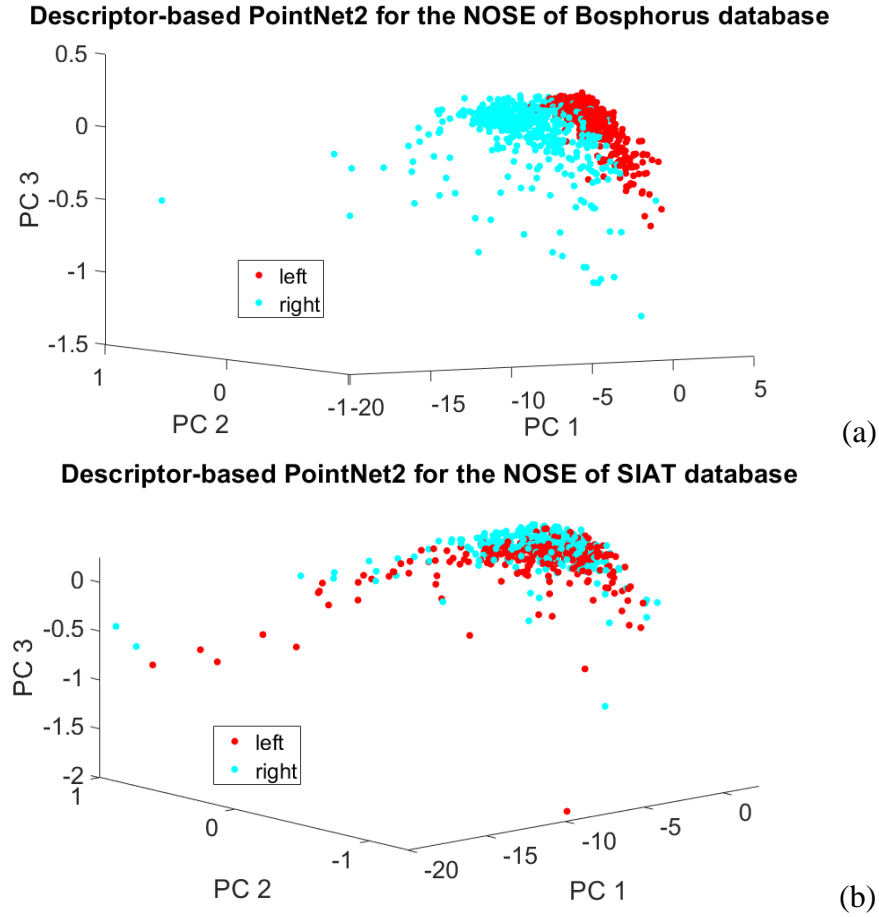 Descriptor-based PointNet2 for the NOSE of Bosphorus database
0.5
0
-0.5
-1
-1.5
PC 3
left
right
1
0
-1
-20
-15
-10
-5
0
5
PC 2
PC 1
(a)
Descriptor-based PointNet2 for the NOSE of SIAT database
0
-0.5
-1
-1.5
-2
PC 3
left
right
1
0
-1
-20
-15
-10
-5
0
PC 2
PC 1
(b)